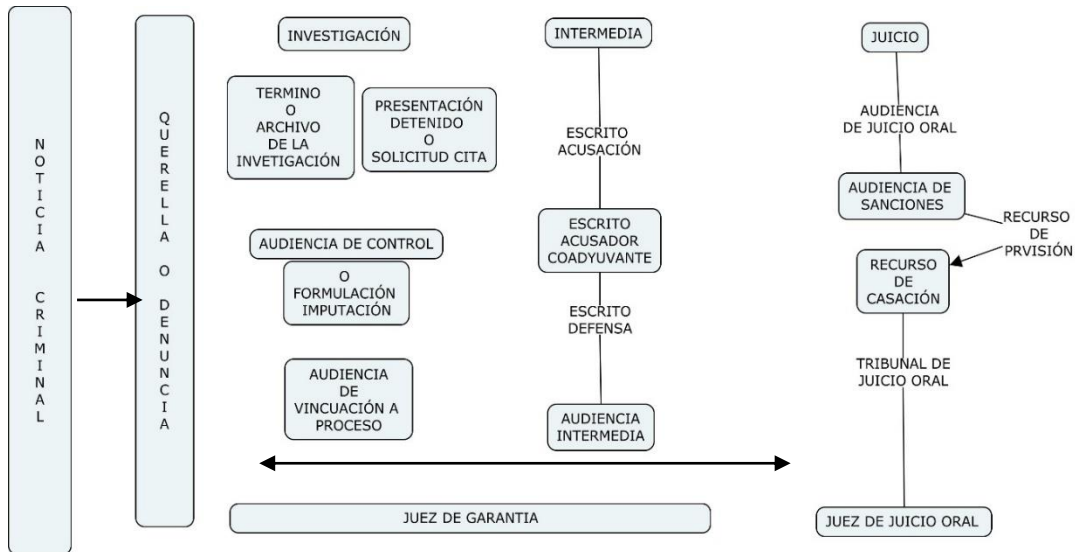 NOTICIA CRIMINAL
QUERELLA O DENUNCIA
INVESTIGACIÓN
TERMINO
O
ARCHIVO
DE LA
INVETIGACIÓN
PRESENTACIÓN
DETENIDO
O
SOLICITUD CITA
AUDIENCIA DE CONTROL
O
FORMULACIÓN
IMPUTACIÓN
AUDIENCIA
DE
VINCUACIÓN A
PROCESO
INTERMEDIA
ESCRITO
ACUSACIÓN
ESCRITO
ACUSADOR
COADYUVANTE
ESCRITO
DEFENSA
AUDIENCIA
INTERMEDIA
JUICIO
AUDIENCIA
DE JUICIO ORAL
AUDIENCIA DE
SANCIONES
RECURSO
DE
PRVISIÓN
RECURSO
DE
CASACIÓN
TRIBUNAL DE
JUICIO ORAL
JUEZ DE GARANTIA
JUEZ DE JUICIO ORAL